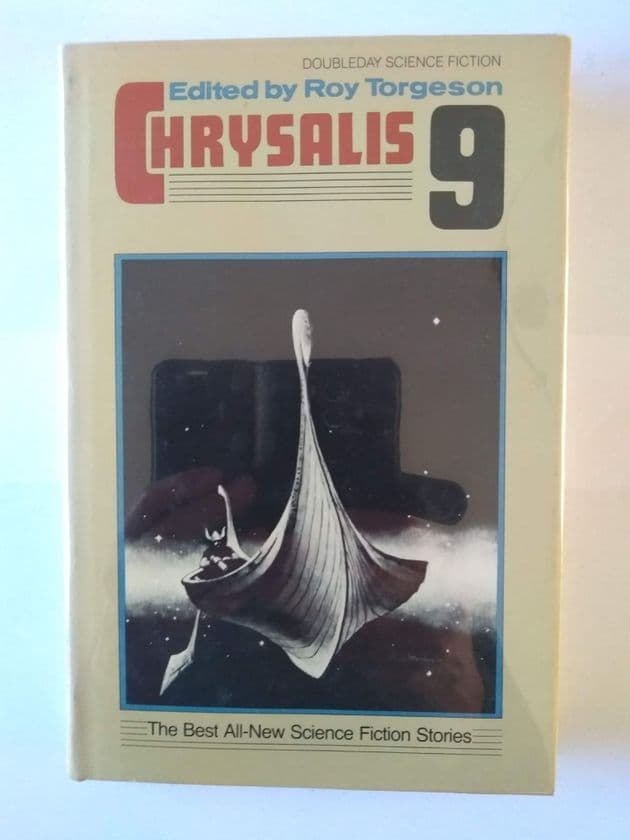 DOUBLEDAY SCIENCE FICTION
Edited by Roy Torgeson
CHRYSALIS
9
The Best All-New Science Fiction Stories